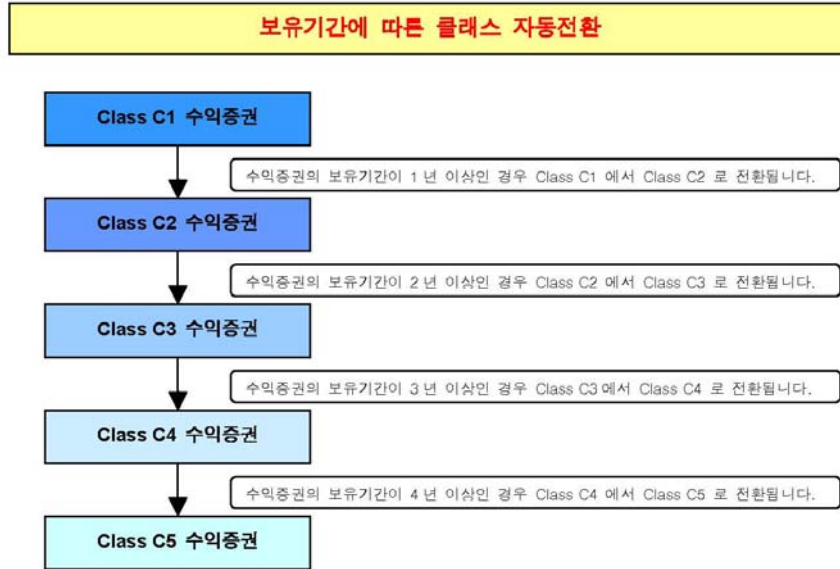 보유기간에 따른 클래스 자동전환
Class C1 수익증권
수익증권의 보유기간이 1 년 이상인 경우 Class C1 에서 Class C2 로 전환됩니다.
Class C2 수익증권
수익증권의 보유기간이 2 년 이상인 경우 Class C2 에서 Class C3 로 전환됩니다.
Class C3 수익증권
수익증권의 보유기간이 3 년 이상인 경우 Class C3 에서 Class C4 로 전환됩니다.
Class C4 수익증권
수익증권의 보유기간이 4 년 이상인 경우 Class C4 에서 Class C5 로 전환됩니다.
Class C5 수익증권